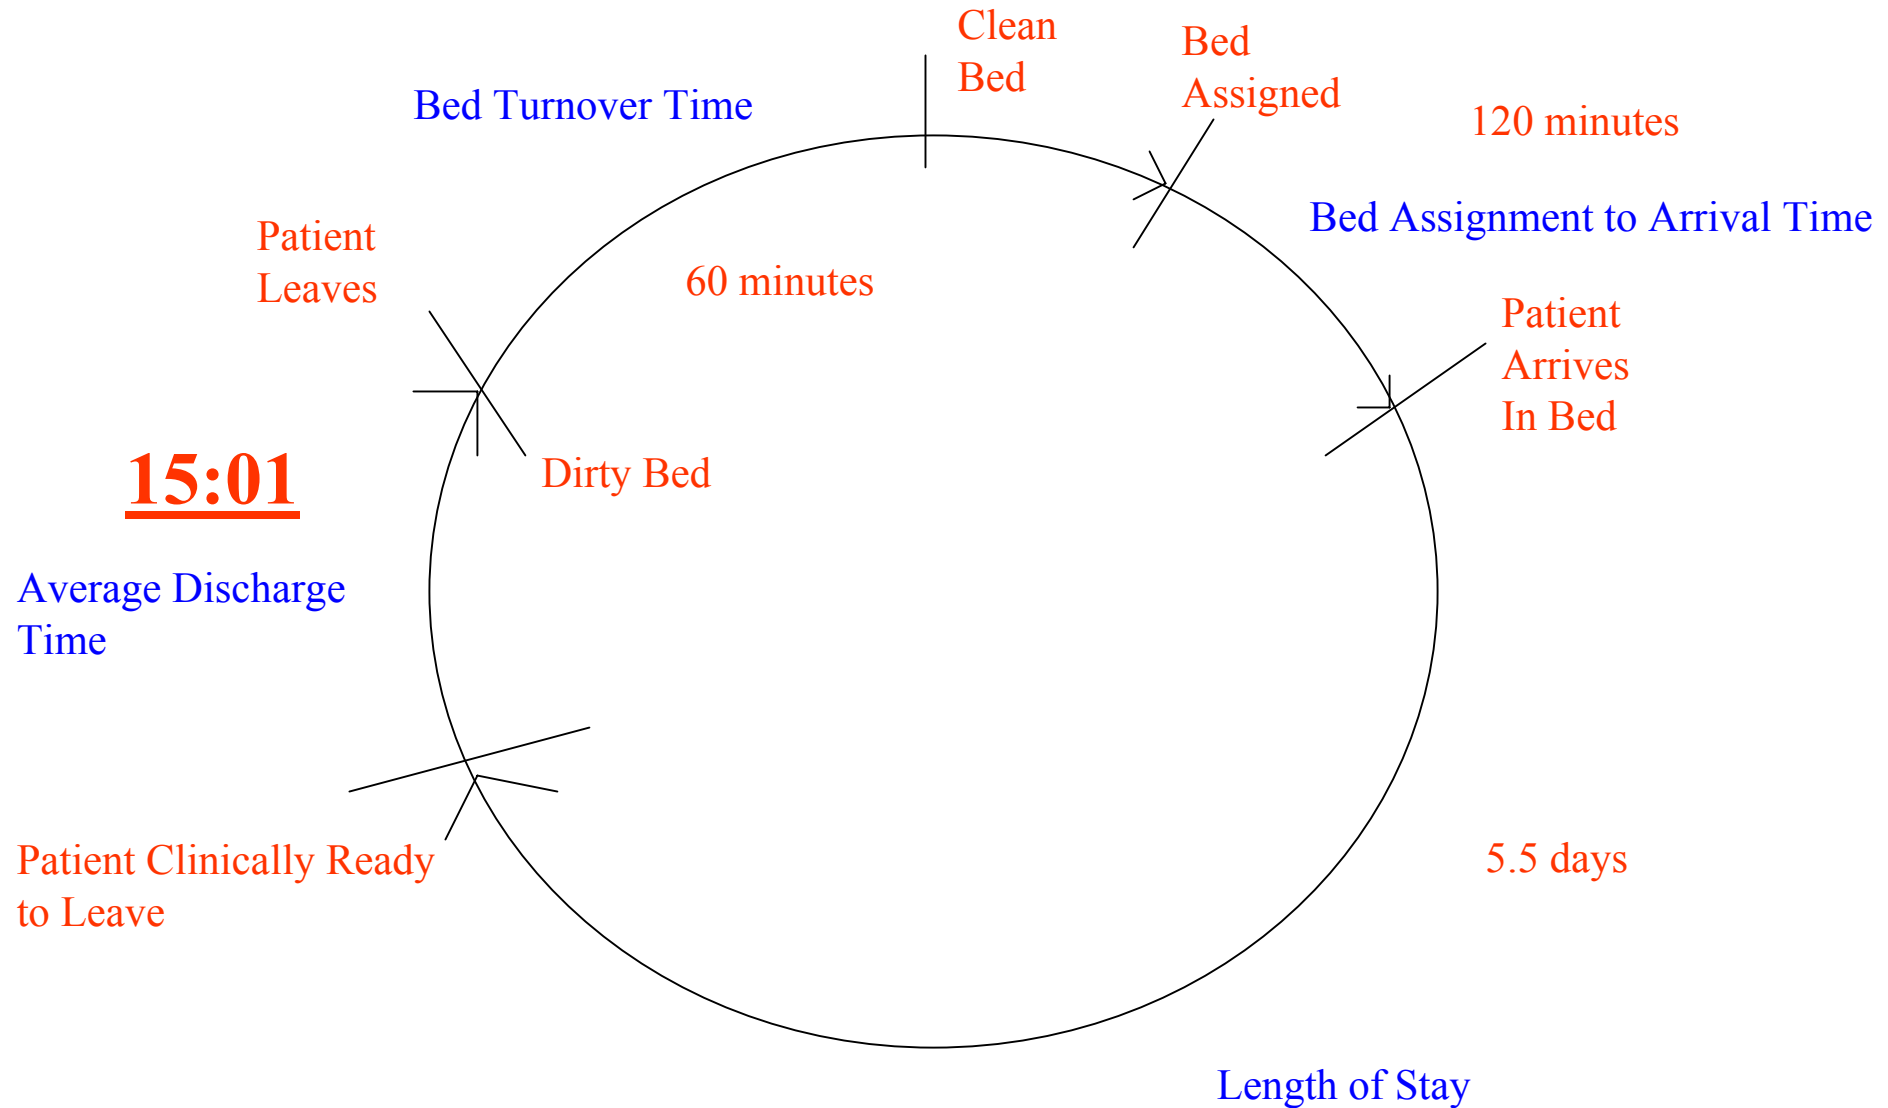 Clean
Bed
Bed
Assigned
Bed Turnover Time
120 minutes
Bed Assignment to Arrival Time
Patient
Leaves
60 minutes
Patient
Arrives
In Bed
15:01
Dirty Bed
Average Discharge
Time
Patient Clinically Ready
to Leave
5.5 days
Length of Stay